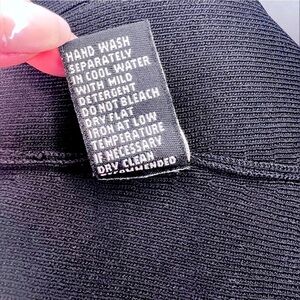 HAND WASH
SEPARATELY
IN COOL WATER
WITH MILD
DETERGENT
DO NOT BLEACH
DRY FLAT
IRON AT LOW
TEMPERATURE
IF NECESSARY
DRY CLEAN
RECOMMENDED